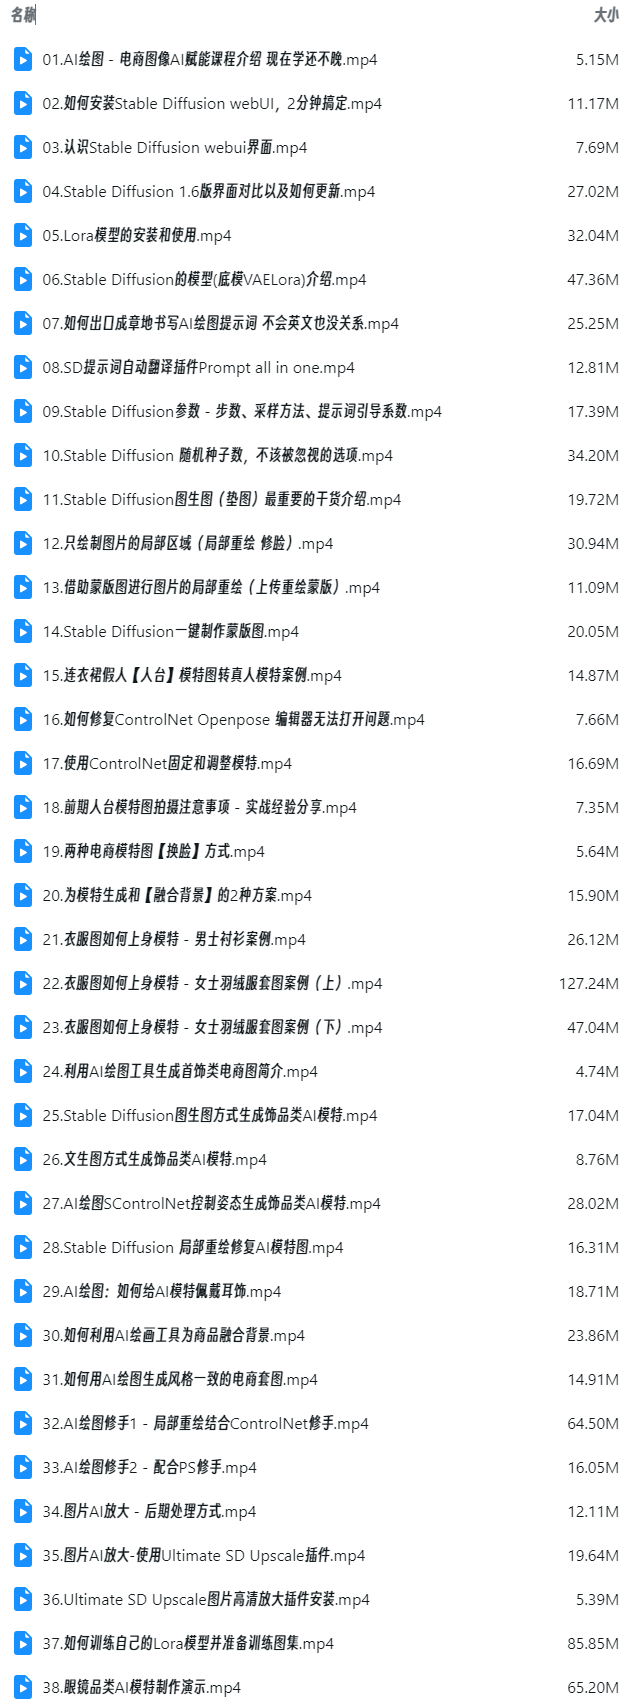 名称 大小
01.AI绘图 - 电商图像AI赋能课程介绍 现在学还不晚.mp4 5.15M
02.如何安装Stable Diffusion webUI，2分钟搞定.mp4 11.17M
03.认识Stable Diffusion webui界面.mp4 7.69M
04.Stable Diffusion 1.6版界面对比以及如何更新.mp4 27.02M
05.Lora模型的安装和使用.mp4 32.04M
06.Stable Diffusion的模型(底模VAELora)介绍.mp4 47.36M
07.如何出口成章地书写AI绘图提示词 不会英文也没关系.mp4 25.25M
08.SD提示词自动翻译插件Prompt all in one.mp4 12.81M
09.Stable Diffusion参数 - 步数、采样方法、提示词引导系数.mp4 17.39M
10.Stable Diffusion 随机种子数，不该被忽视的选项.mp4 34.20M
11.Stable Diffusion图生图（垫图）最重要的干货介绍.mp4 19.72M
12.只绘制图片的局部区域（局部重绘 修脸）.mp4 30.94M
13.借助蒙版图进行图片的局部重绘（上传重绘蒙版）.mp4 11.09M
14.Stable Diffusion一键制作蒙版图.mp4 20.05M
15.连衣裙假人【人台】模特图转真人模特案例.mp4 14.87M
16.如何修复ControlNet Openpose 编辑器无法打开问题.mp4 7.66M
17.使用ControlNet固定和调整模特.mp4 16.69M
18.前期人台模特图拍摄注意事项 - 实战经验分享.mp4 7.35M
19.两种电商模特图【换脸】方式.mp4 5.64M
20.为模特生成和【融合背景】的2种方案.mp4 15.90M
21.衣服图如何上身模特 - 男士衬衫案例.mp4 26.12M
22.衣服图如何上身模特 - 女士羽绒服套图案例（上）.mp4 127.24M
23.衣服图如何上身模特 - 女士羽绒服套图案例（下）.mp4 47.04M
24.利用AI绘图工具生成首饰类电商图简介.mp4 4.74M
25.Stable Diffusion图生图方式生成饰品类AI模特.mp4 17.04M
26.文生图方式生成饰品类AI模特.mp4 8.76M
27.AI绘图SControlNet控制姿态生成饰品类AI模特.mp4 28.02M
28.Stable Diffusion 局部重绘修复AI模特图.mp4 16.31M
29.AI绘图：如何给AI模特佩戴耳饰.mp4 18.71M
30.如何利用AI绘画工具为商品融合背景.mp4 23.86M
31.如何用AI绘图生成风格一致的电商套图.mp4 14.91M
32.AI绘图修手1 - 局部重绘结合ControlNet修手.mp4 64.50M
33.AI绘图修手2 - 配合PS修手.mp4 16.05M
34.图片AI放大 - 后期处理方式.mp4 12.11M
35.图片AI放大-使用Ultimate SD Upscale插件.mp4 19.64M
36.Ultimate SD Upscale图片高清放大插件安装.mp4 5.39M
37.如何训练自己的Lora模型并准备训练图集.mp4 85.85M
38.眼镜品类AI模特制作演示.mp4 65.20M